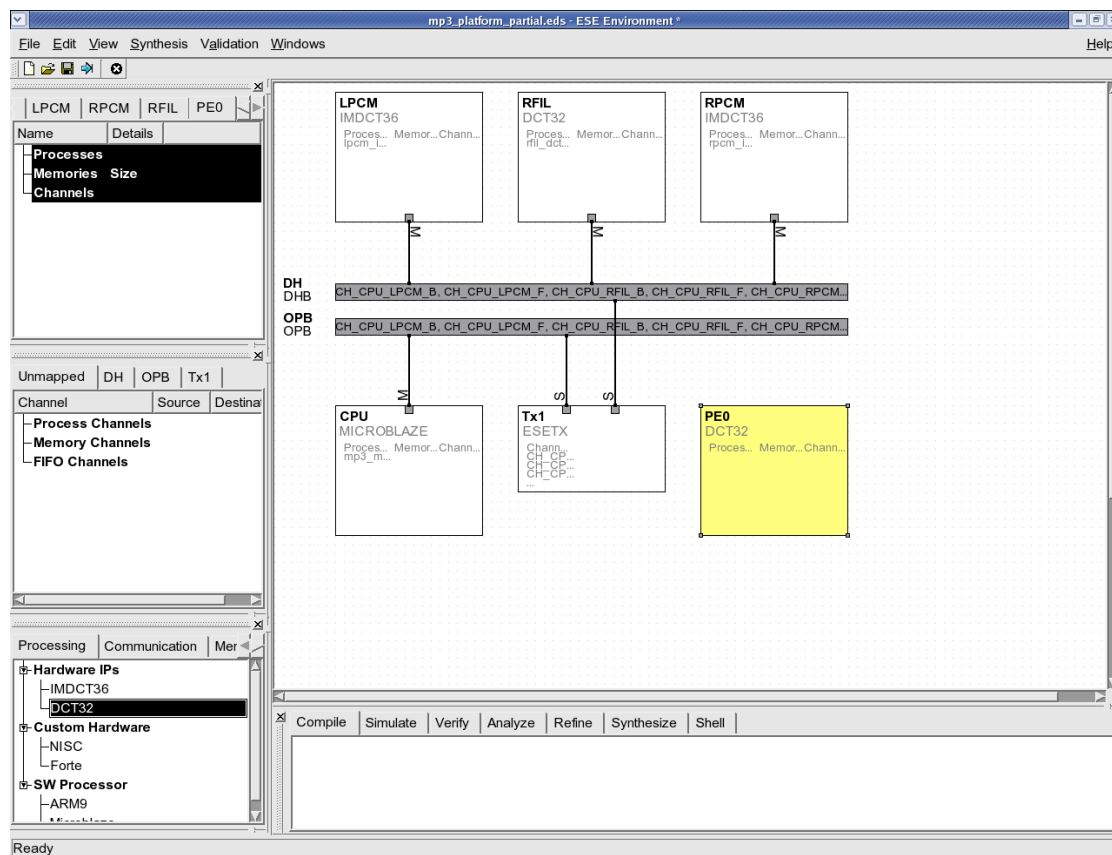 mp3_platform_partial.eds - ESE Environment *
File Edit View Synthesis Validation Windows Help
LPCM RPCM RFIL PE0
Name Details
Processes
Memories Size
Channels
Unmapped DH OPB Tx1
Channel Source Destina
Process Channels
Memory Channels
FIFO Channels
Processing Communication Mer
Hardware IPs
IMDCT36
DCT32
Custom Hardware
NISC
Forte
SW Processor
ARM9
Microblaze
LPCM
IMDCT36
Proces... Memor... Chann...
lpcm_i...
M
RFIL
DCT32
Proces... Memor... Chann...
rfil_dct...
M
RPCM
IMDCT36
Proces... Memor... Chann...
rpcm_i...
M
DH
DHB
CH_CPU_LPCM_B, CH_CPU_LPCM_F, CH_CPU_RFIL_B, CH_CPU_RFIL_F, CH_CPU_RPCM...
OPB
OPB
CH_CPU_LPCM_B, CH_CPU_LPCM_F, CH_CPU_RFIL_B, CH_CPU_RFIL_F, CH_CPU_RPCM...
M
CPU
MICROBLAZE
Proces... Memor... Chann...
mp3_m...
S S
Tx1
ESETX
Chann...
CH_CP...
CH_CP...
CH_CP...
...
PE0
DCT32
Proces... Memor... Chann...
Compile Simulate Verify Analyze Refine Synthesize Shell
Ready